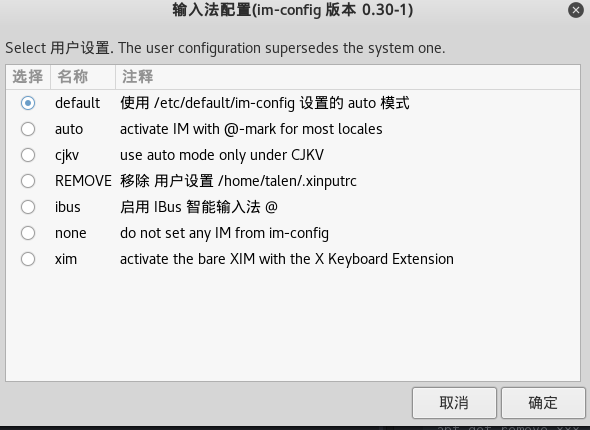 输入法配置(im-config 版本 0.30-1)
Select 用户设置. The user configuration supersedes the system one.
选择 名称 注释
default 使用 /etc/default/im-config 设置的 auto 模式
auto activate IM with @-mark for most locales
cjkv use auto mode only under CJKV
REMOVE 移除 用户设置 /home/talen/.xinputrc
ibus 启用 IBus 智能输入法 @
none do not set any IM from im-config
xim activate the bare XIM with the X Keyboard Extension
取消 确定